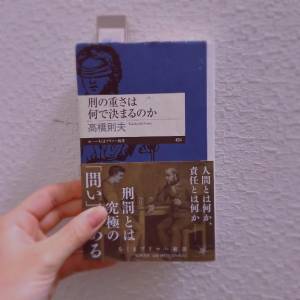 刑の重さは
何で決まるのか
高橋則夫
人間とは何か、
責任とは何か
刑罰とは
究極の
「問い」である